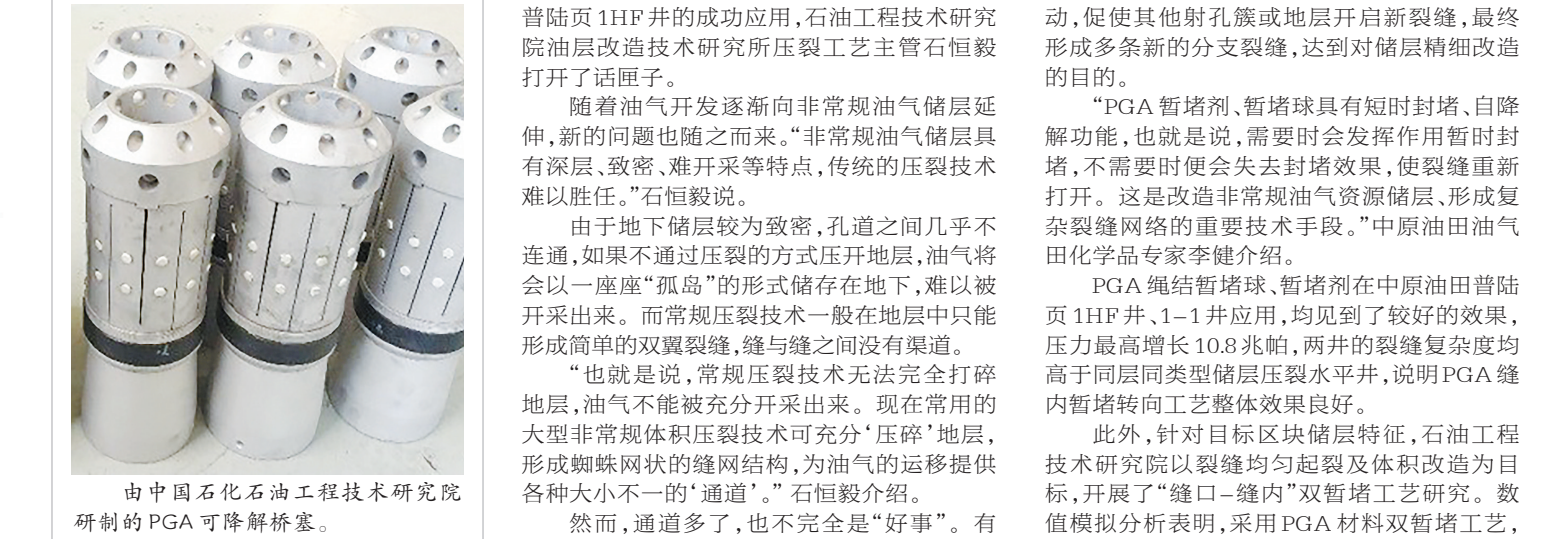 由中国石化石油工程技术研究院
研制的 PGA 可降解桥塞。
普陆页1HF井的成功应用，石油工程技术研究
院油层改造技术研究所压裂工艺主管石恒毅
打开了话匣子。
随着油气开发逐渐向非常规油气储层延
伸，新的问题也随之而来。“非常规油气储层具
有深层、致密、难开采等特点，传统的压裂技术
难以胜任。”石恒毅说。
由于地下储层较为致密，孔道之间几乎不
连通，如果不通过压裂的方式压开地层，油气将
会以一座座“孤岛”的形式储存在地下，难以被
开采出来。而常规压裂技术一般在地层中只能
形成简单的双翼裂缝，缝与缝之间没有渠道。
“也就是说，常规压裂技术无法完全打碎
地层，油气不能被充分开采出来。现在常用的
大型非常规体积压裂技术可充分‘压碎’地层，
形成蜘蛛网状的缝网结构，为油气的运移提供
各种大小不一的‘通道’。”石恒毅介绍。
然而，通道多了，也不完全是“好事”。有
动，促使其他射孔簇或地层开启新裂缝，最终
形成多条新的分支裂缝，达到对储层精细改造
的目的。
“PGA暂堵剂、暂堵球具有短时封堵、自降
解功能，也就是说，需要时会发挥作用暂时封
堵，不需要时便会失去封堵效果，使裂缝重新
打开。这是改造非常规油气资源储层、形成复
杂裂缝网络的重要技术手段。”中原油田油气
田化学品专家李健介绍。
PGA绳结暂堵球、暂堵剂在中原油田普陆
页1HF井、1-1井应用，均见到了较好的效果，
压力最高增长10.8兆帕，两井的裂缝复杂度均
高于同层同类型储层压裂水平井，说明PGA缝
内暂堵转向工艺整体效果良好。
此外，针对目标区块储层特征，石油工程
技术研究院以裂缝均匀起裂及体积改造为目
标，开展了“缝口-缝内”双暂堵工艺研究。数
值模拟分析表明，采用PGA材料双暂堵工艺，